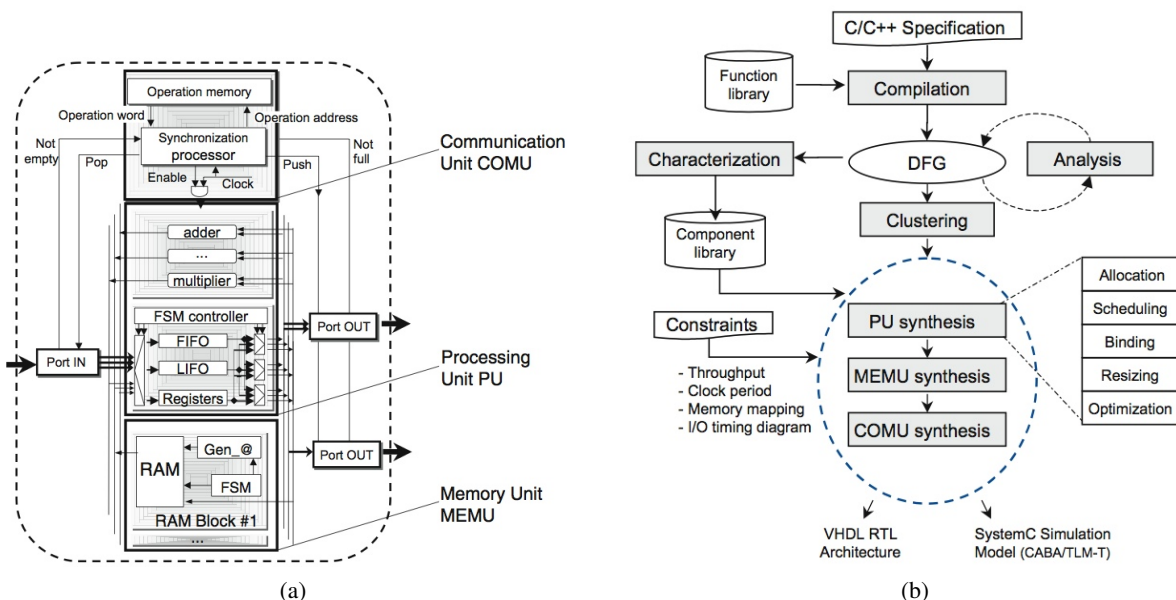 Operation memory
Operation word
Operation address
Not
empty
Pop
Synchronization
processor
Push
Not
full
Enable
Clock
Communication
Unit COMU
adder
...
multiplier
FSM controller
FIFO
LIFO
Registers
Port IN
Port OUT
Processing
Unit PU
Port OUT
RAM
Gen_@
FSM
RAM Block #1
...
Memory Unit
MEMU
(a)
C/C++ Specification
Function
library
Compilation
Characterization
DFG
Analysis
Component
library
Clustering
Constraints
- Throughput
- Clock period
- Memory mapping
- I/O timing diagram
PU synthesis
MEMU synthesis
COMU synthesis
Allocation
Scheduling
Binding
Resizing
Optimization
VHDL RTL
Architecture
SystemC Simulation
Model (CABA/TLM-T)
(b)